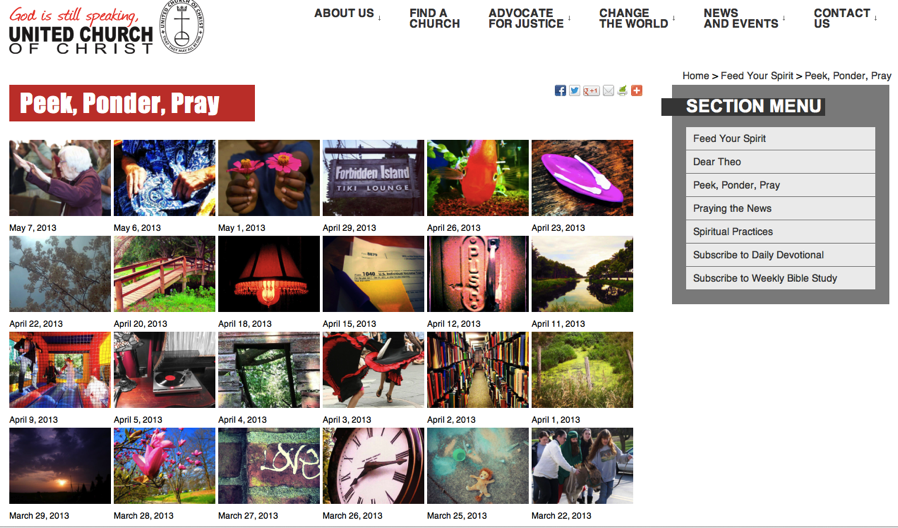 God is still speaking,
UNITED CHURCH
OF CHRIST
ABOUT US
FIND A
CHURCH
ADVOCATE
FOR JUSTICE
CHANGE
THE WORLD
NEWS
AND EVENTS
CONTACT
US
Home > Feed Your Spirit > Peek, Ponder, Pray
Peek, Ponder, Pray
SECTION MENU
Feed Your Spirit
Dear Theo
Peek, Ponder, Pray
Praying the News
Spiritual Practices
Subscribe to Daily Devotional
Subscribe to Weekly Bible Study
Forbidden Island
TIKI LOUNGE
May 7, 2013
May 6, 2013
May 1, 2013
April 29, 2013
April 26, 2013
April 23, 2013
1040
April 22, 2013
April 20, 2013
April 18, 2013
April 15, 2013
April 12, 2013
April 11, 2013
April 9, 2013
April 5, 2013
April 4, 2013
April 3, 2013
April 2, 2013
April 1, 2013
LOVE
March 29, 2013
March 28, 2013
March 27, 2013
March 26, 2013
March 25, 2013
March 22, 2013